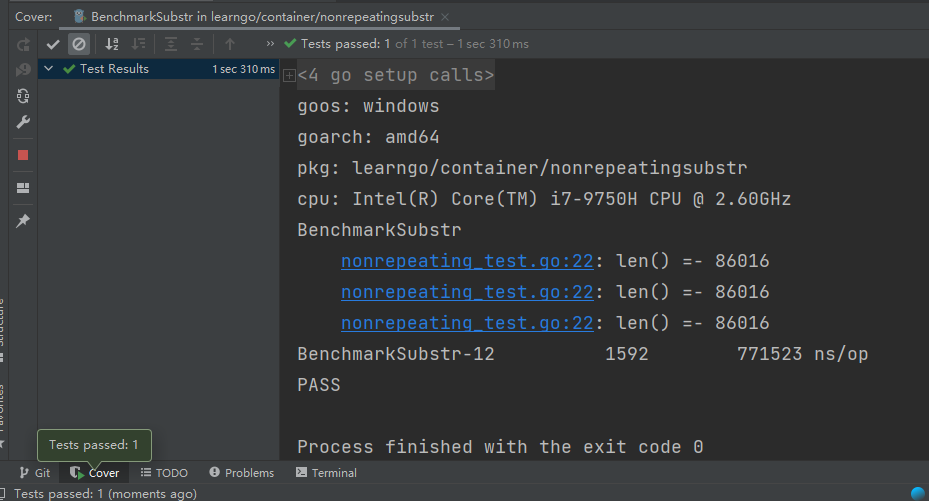 Cover: BenchmarkSubstr in learngo/container/nonrepeatingsubstr
Tests passed: 1 of 1 test – 1 sec 310 ms
Test Results 1 sec 310 ms
<4 go setup calls>
goos: windows
goarch: amd64
pkg: learngo/container/nonrepeatingsubstr
cpu: Intel(R) Core(TM) i7-9750H CPU @ 2.60GHz
BenchmarkSubstr
nonrepeating_test.go:22: len() =- 86016
nonrepeating_test.go:22: len() =- 86016
nonrepeating_test.go:22: len() =- 86016
BenchmarkSubstr-12 1592 771523 ns/op
PASS
Process finished with the exit code 0
Tests passed: 1
Git Cover TODO Problems Terminal
Tests passed: 1 (moments ago)